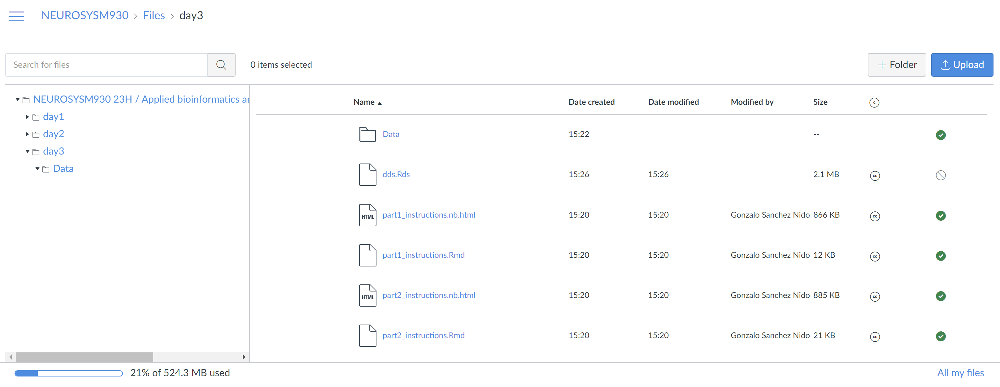 NEUROSYSM930 > Files > day3
Search for files
0 items selected
+ Folder
Upload
NEUROSYSM930 23H / Applied bioinformatics ar
day1
day2
day3
Data
Name Date created Date modified Modified by Size c
Data 15:22 --
dds.Rds 15:26 15:26 2.1 MB cc
HTML part1_instructions.nb.html 15:20 15:20 Gonzalo Sanchez Nido 866 KB cc
part1_instructions.Rmd 15:20 15:20 Gonzalo Sanchez Nido 12 KB cc
HTML part2_instructions.nb.html 15:20 15:20 Gonzalo Sanchez Nido 885 KB cc
part2_instructions.Rmd 15:20 15:20 Gonzalo Sanchez Nido 21 KB cc
21% of 524.3 MB used
All my files